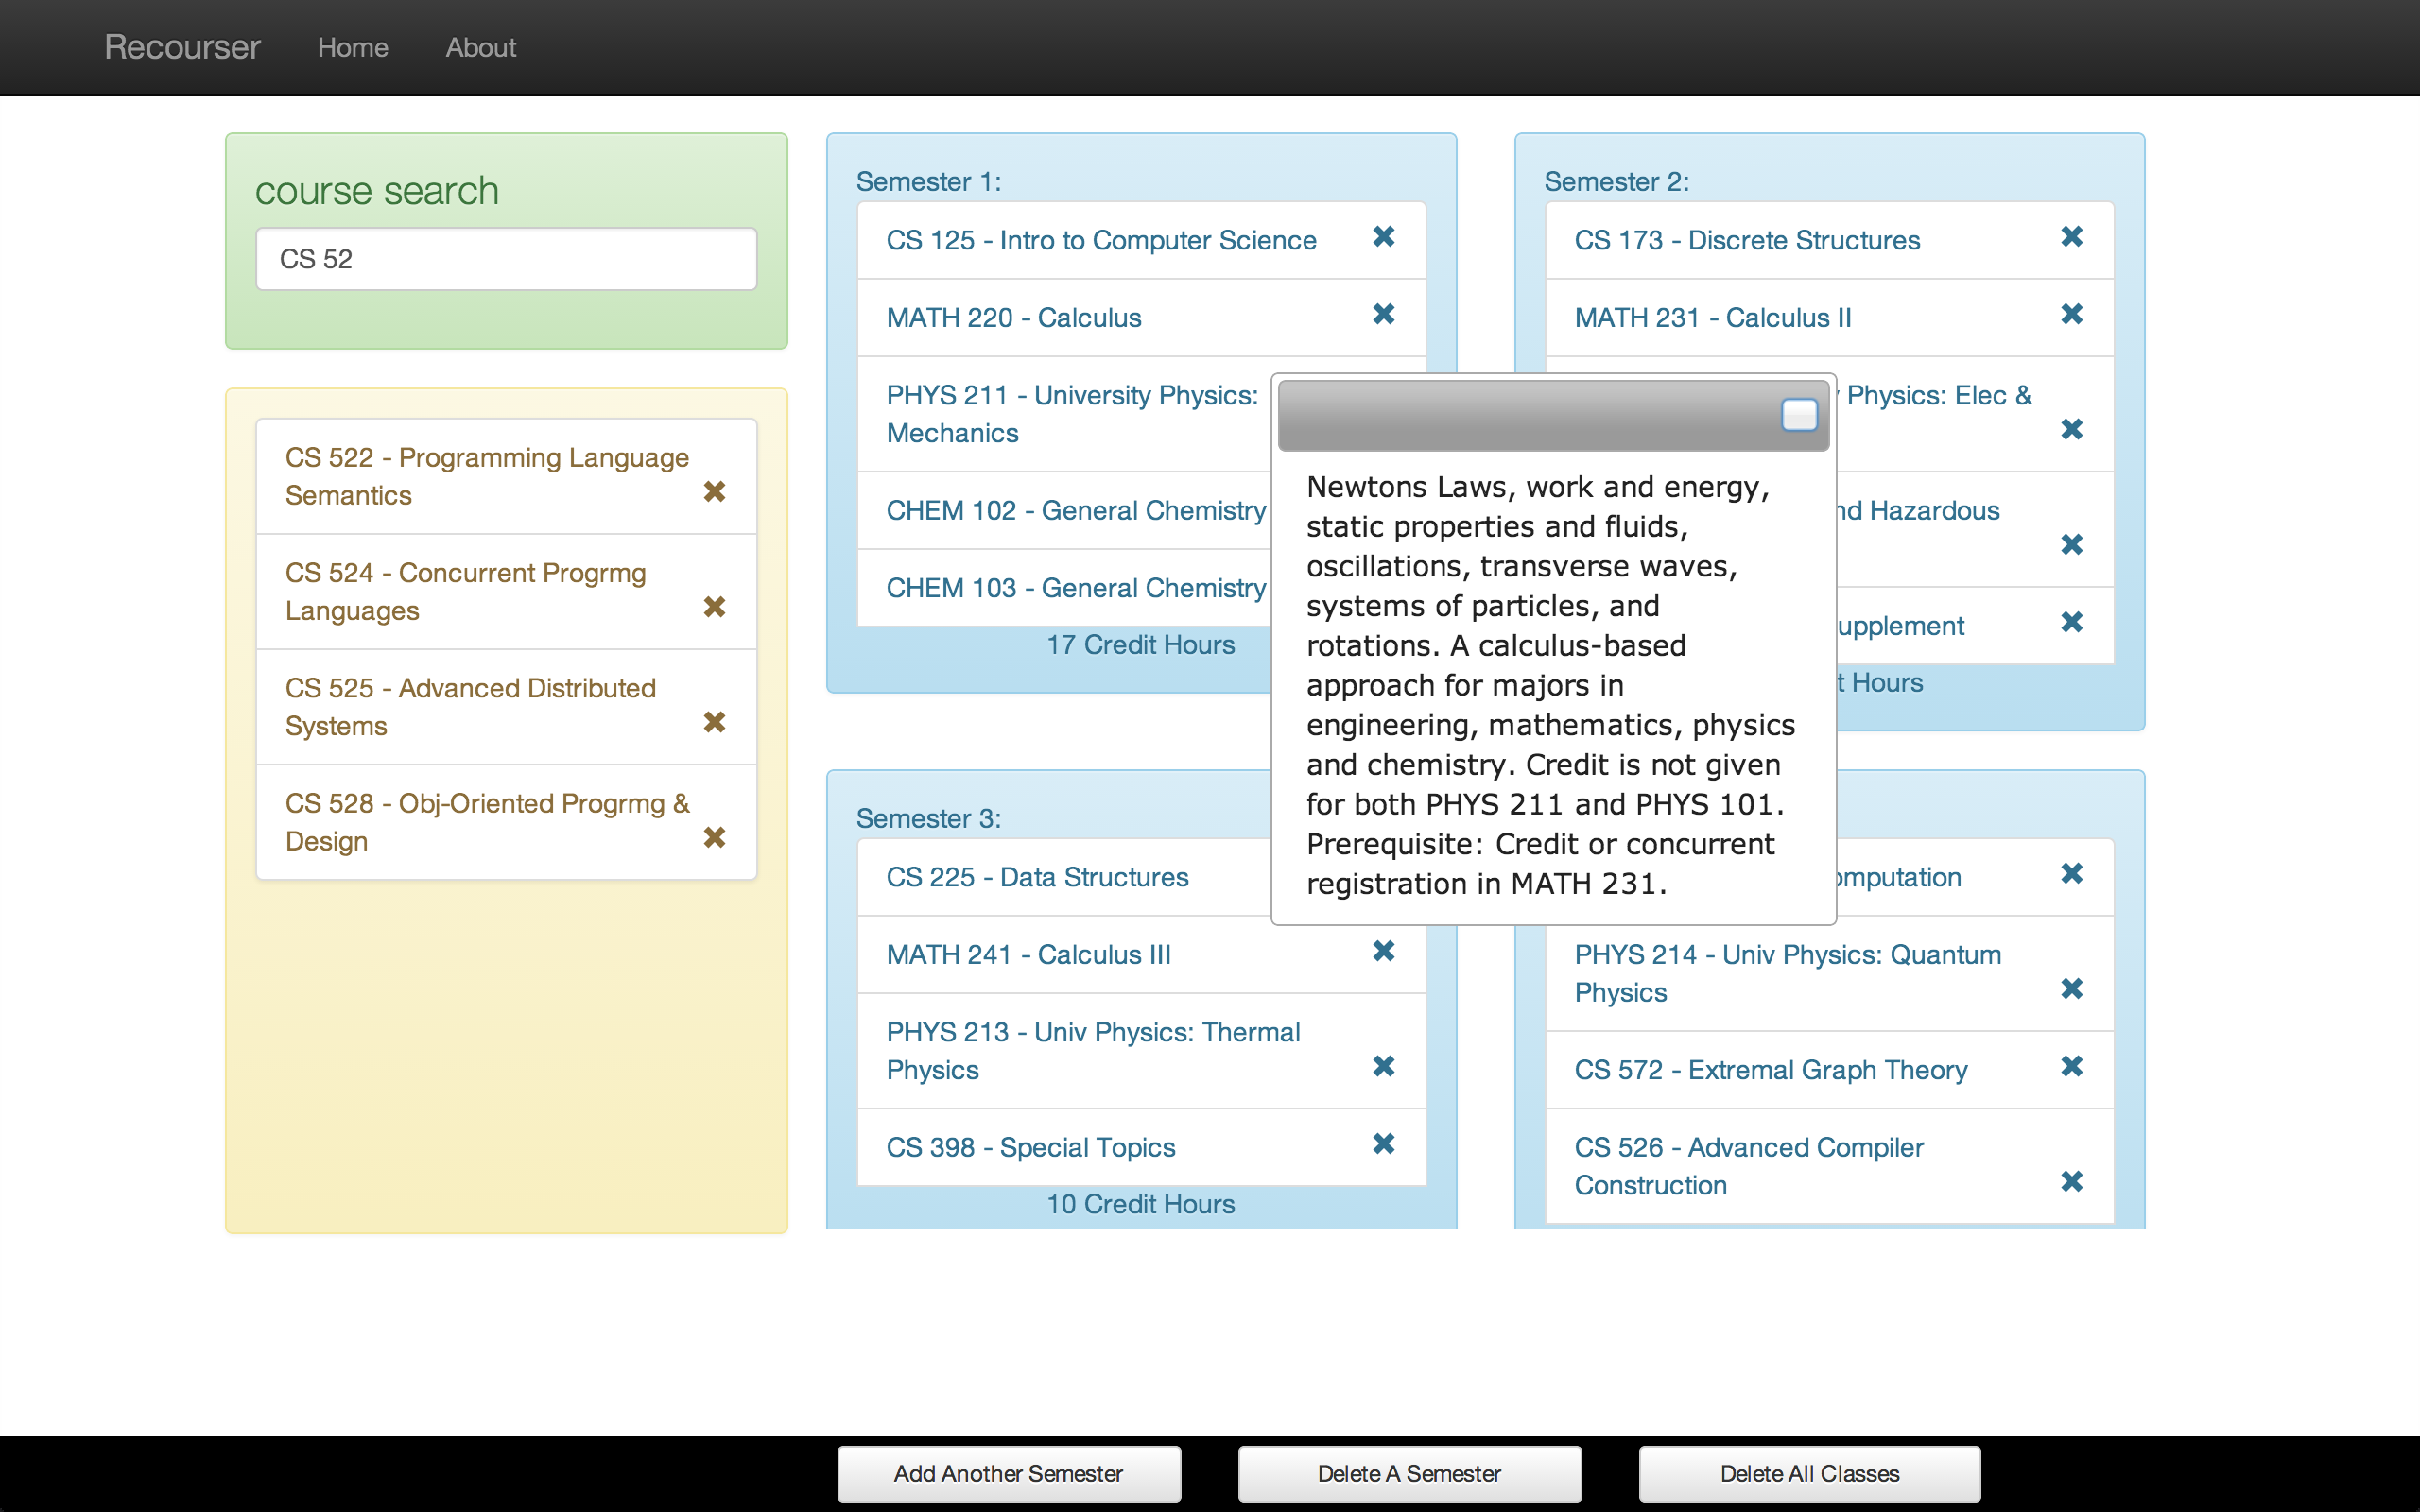 Recourser Home About
course search
CS 52
CS 522 - Programming Language
Semantics
CS 524 - Concurrent Progrmg
Languages
CS 525 - Advanced Distributed
Systems
CS 528 - Obj-Oriented Progrmg &
Design
Semester 1:
CS 125 - Intro to Computer Science
MATH 220 - Calculus
PHYS 211 - University Physics:
Mechanics
CHEM 102 - General Chemistry
CHEM 103 - General Chemistry
17 Credit Hours
Semester 2:
CS 173 - Discrete Structures
MATH 231 - Calculus II
Physics: Elec &
Hazardous
Hours
Newtons Laws, work and energy,
static properties and fluids,
oscillations, transverse waves,
systems of particles, and
rotations. A calculus-based
approach for majors in
engineering, mathematics, physics
and chemistry. Credit is not given
for both PHYS 211 and PHYS 101.
Prerequisite: Credit or concurrent
registration in MATH 231.
Semester 3:
CS 225 - Data Structures
MATH 241 - Calculus III
PHYS 213 - Univ Physics: Thermal
Physics
CS 398 - Special Topics
10 Credit Hours
PHYS 214 - Univ Physics: Quantum
Physics
CS 572 - Extremal Graph Theory
CS 526 - Advanced Compiler
Construction
Add Another Semester
Delete A Semester
Delete All Classes